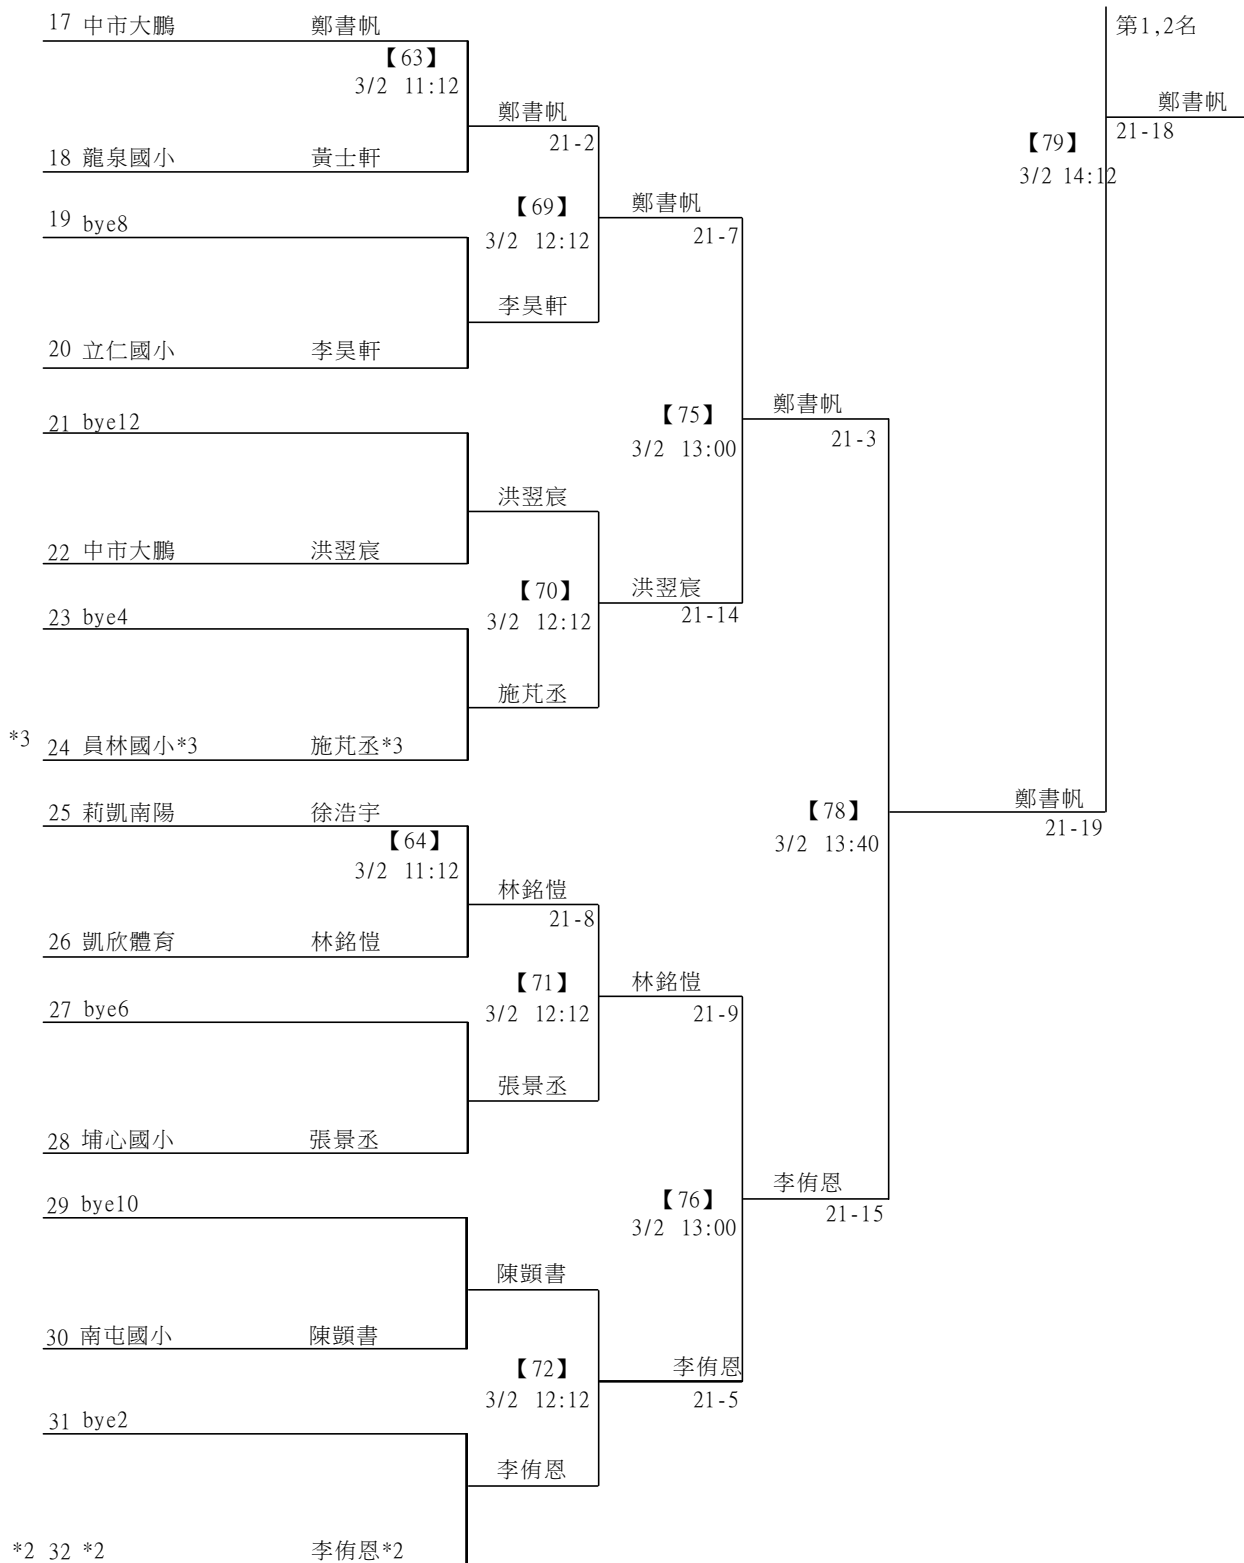 第1,2名
17 中市大鵬 鄭書帆
【63】
3/2 11:12
鄭書帆
21-2
鄭書帆
21-18
【79】
3/2 14:12
18 龍泉國小 黃士軒
19 bye8
【69】
3/2 12:12
鄭書帆
21-7
李昊軒
20 立仁國小 李昊軒
21 bye12
【75】
3/2 13:00
鄭書帆
21-3
洪翌宸
22 中市大鵬 洪翌宸
【70】
3/2 12:12
洪翌宸
21-14
23 bye4
施芃丞
*3 24 員林國小*3 施芃丞*3
25 莉凱南陽 徐浩宇
【64】
3/2 11:12
【78】
3/2 13:40
鄭書帆
21-19
林銘愷
21-8
26 凱欣體育 林銘愷
【71】
3/2 12:12
林銘愷
21-9
27 bye6
張景丞
28 埔心國小 張景丞
【76】
3/2 13:00
李侑恩
21-15
29 bye10
陳顗書
30 南屯國小 陳顗書
【72】
3/2 12:12
李侑恩
21-5
31 bye2
李侑恩
*2 32 *2 李侑恩*2